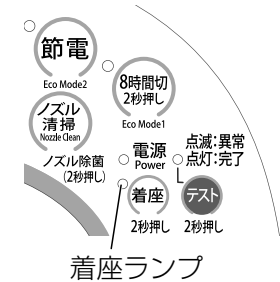 節電
Eco Mode2
8時間切
2秒押し
Eco Mode1
ノズル
清掃
Nozzle Clean
ノズル除菌
(2秒押し)
電源
Power
点滅:異常
点灯:完了
着座
2秒押し
テスト
2秒押し
着座ランプ